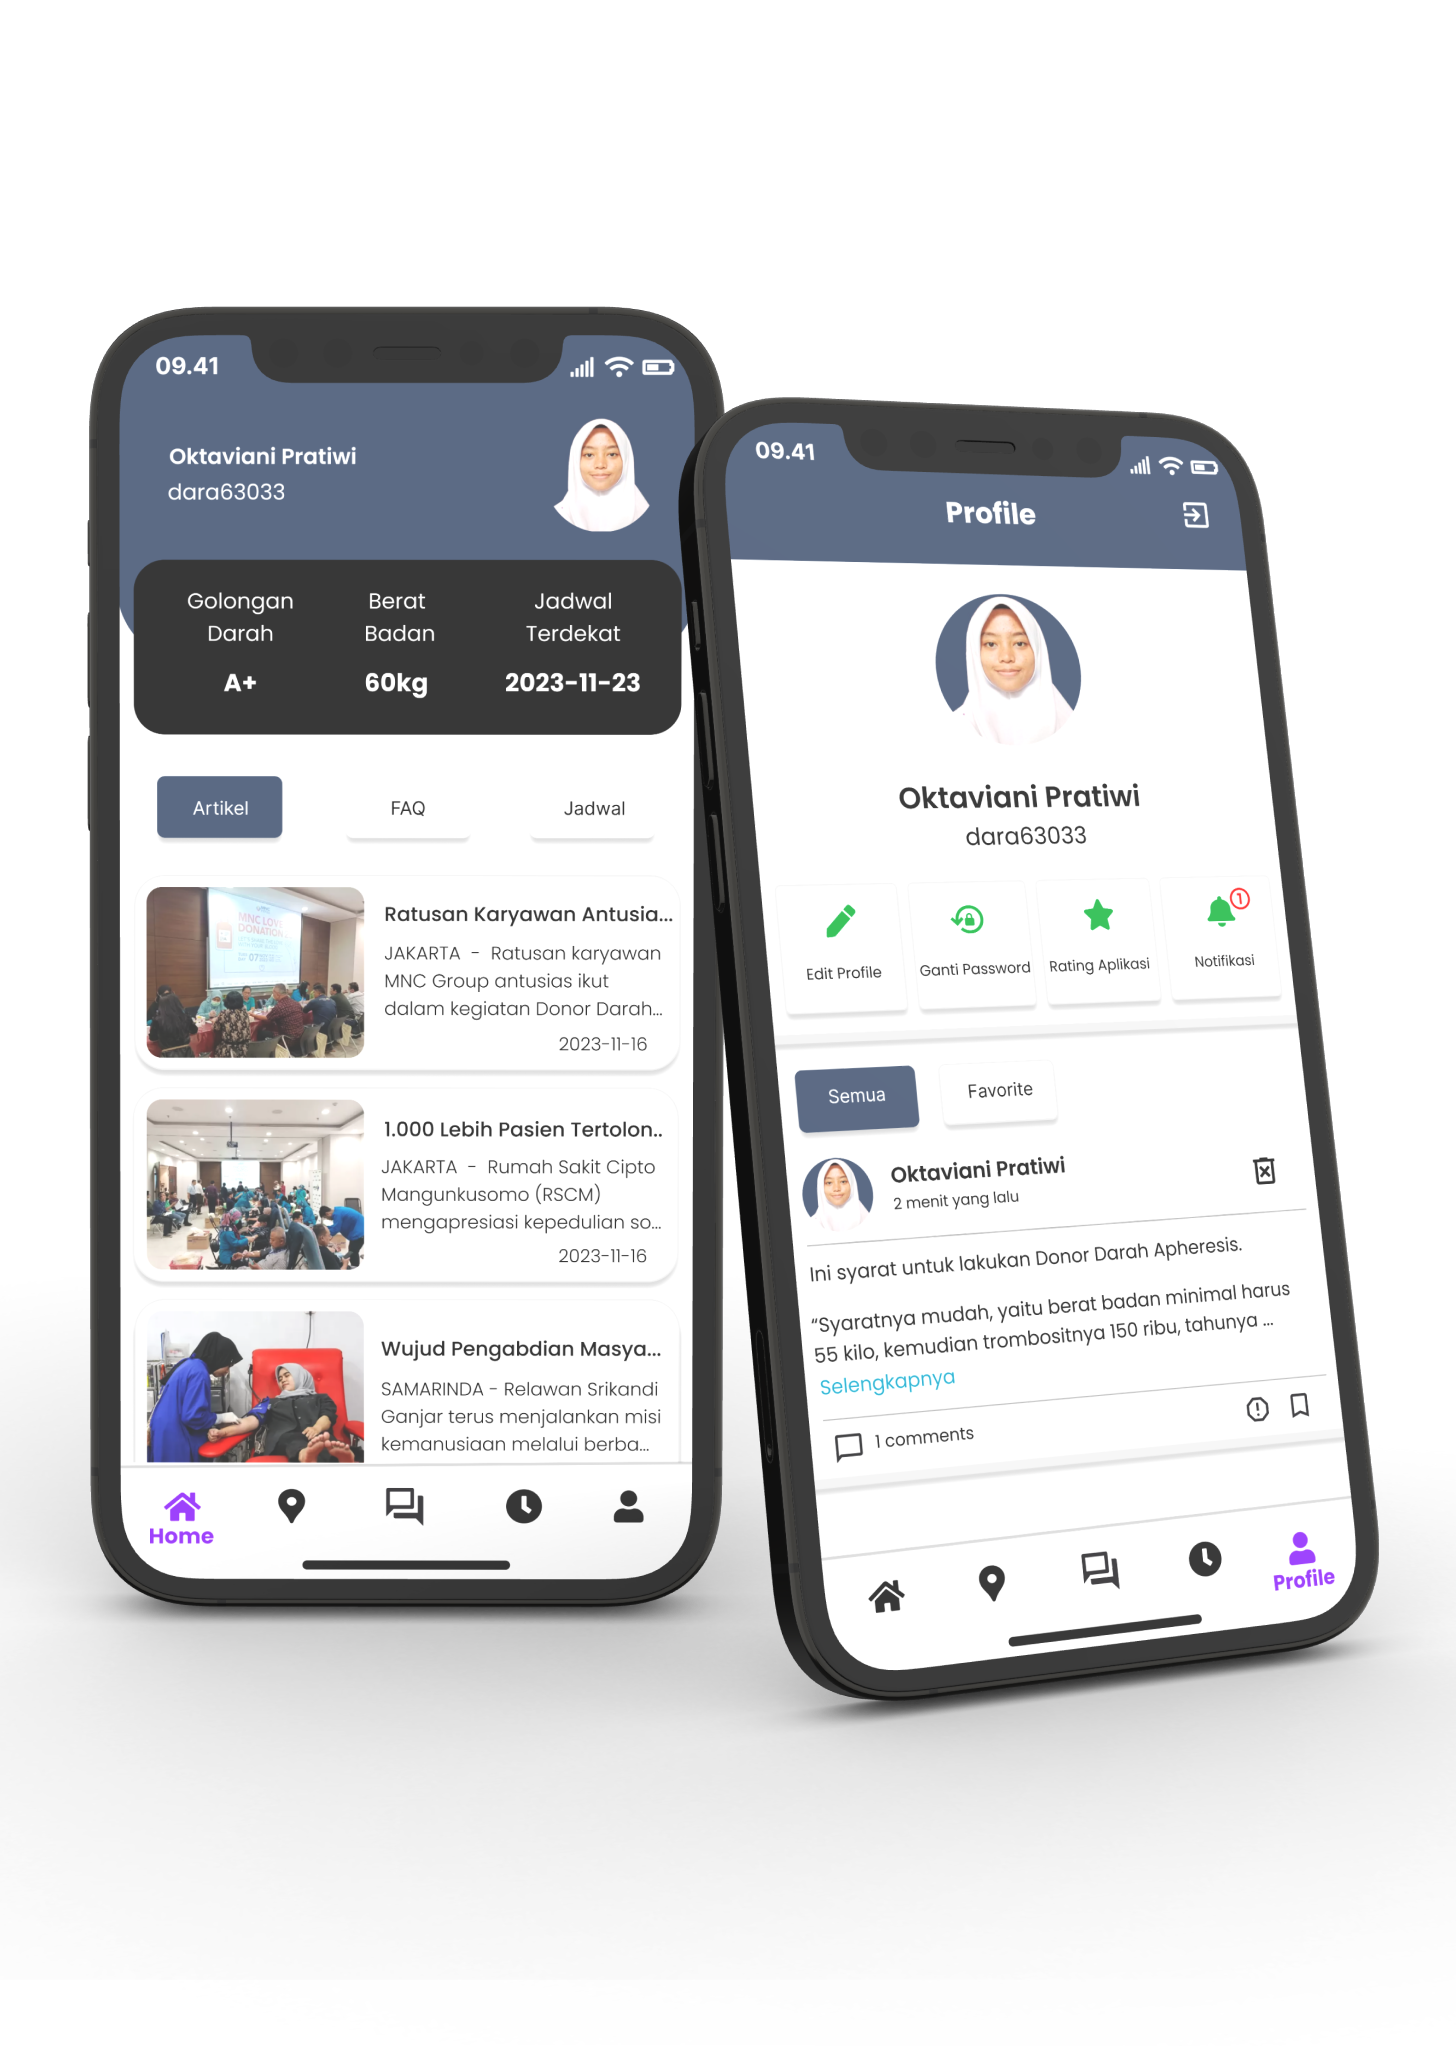 09.41
Oktaviani Pratiwi
dara63033
Golongan
Darah
A+
Berat
Badan
60kg
Jadwal
Terdekat
2023-11-23
Artikel
FAQ
Jadwal
MNC LOVE
DONATION
Ratusan Karyawan Antusia...
JAKARTA - Ratusan karyawan
MNC Group antusias ikut
dalam kegiatan Donor Darah...
2023-11-16
1.000 Lebih Pasien Tertolon..
JAKARTA - Rumah Sakit Cipto
Mangunkusomo (RSCM)
mengapresiasi kepedulian so...
2023-11-16
Wujud Pengabdian Masya...
SAMARINDA - Relawan Srikandi
Ganjar terus menjalankan misi
kemanusiaan melalui berba...
Home
09.41
Profile
Oktaviani Pratiwi
dara63033
Edit Profile
Ganti Password
Rating Aplikasi
1
Notifikasi
Semua
Favorite
Oktaviani Pratiwi
2 menit yang lalu
Ini syarat untuk lakukan Donor Darah Apheresis.
“Syaratnya mudah, yaitu berat badan minimal harus
55 kilo, kemudian trombositnya 150 ribu, tahunya ...
Selengkapnya
1 comments
Profile